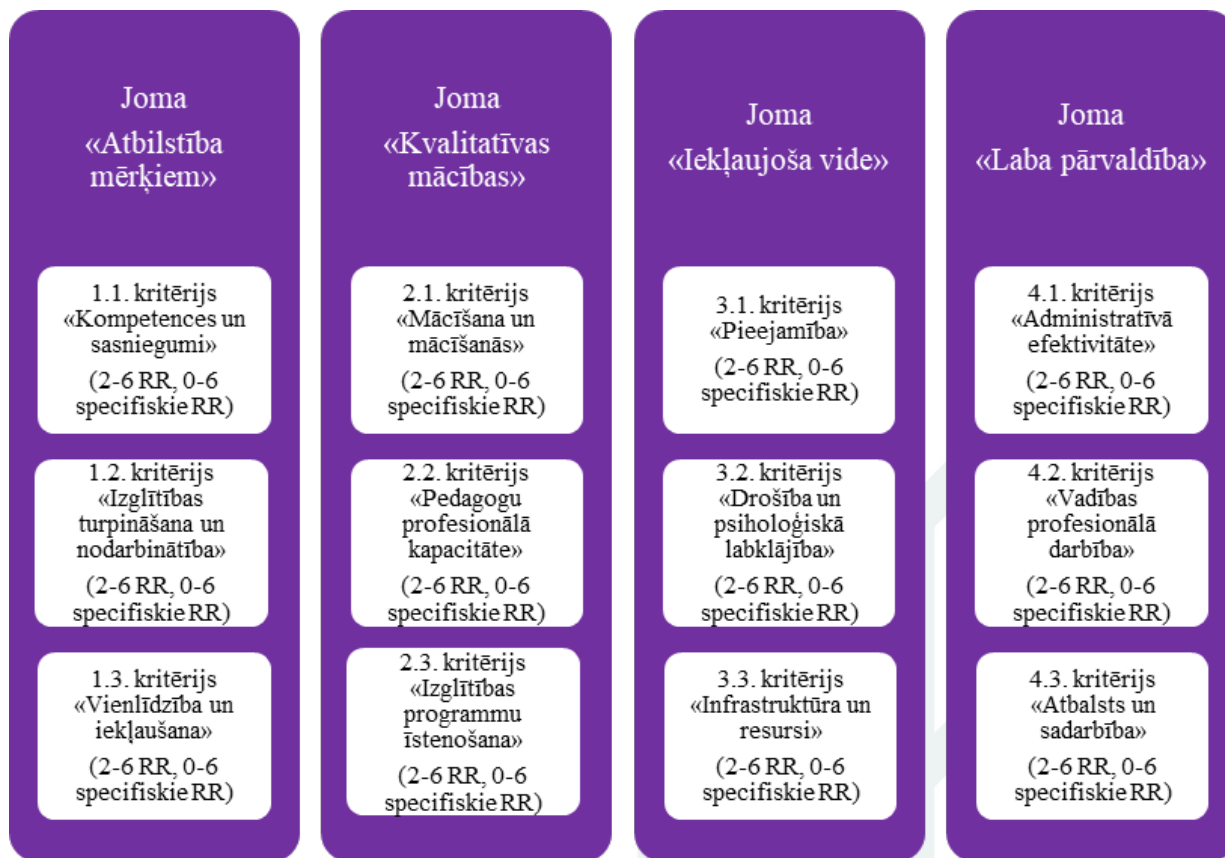 Joma
«Atbilstība
mērķiem»
1.1. kritērijs
«Kompetences un
sasniegumi»
(2-6 RR, 0-6
specifiskie RR)
1.2. kritērijs
«Izglītības
turpināšana un
nodarbinātība»
(2-6 RR, 0-6
specifiskie RR)
1.3. kritērijs
«Vienlīdzība un
iekļaušana»
(2-6 RR, 0-6
specifiskie RR)
Joma
«Kvalitatīvas
mācības»
2.1. kritērijs
«Mācīšana un
mācīšanās»
(2-6 RR, 0-6
specifiskie RR)
2.2. kritērijs
«Pedagogu
profesionālā
kapacitāte»
(2-6 RR, 0-6
specifiskie RR)
2.3. kritērijs
«Izglītības
programmu
īstenošana»
(2-6 RR, 0-6
specifiskie RR)
Joma
«Iekļaujoša vide»
3.1. kritērijs
«Pieejamība»
(2-6 RR, 0-6
specifiskie RR)
3.2. kritērijs
«Drošība un
psiholoģiskā
labklājība»
(2-6 RR, 0-6
specifiskie RR)
3.3. kritērijs
«Infrastruktūra un
resursi»
(2-6 RR, 0-6
specifiskie RR)
Joma
«Laba pārvaldība»
4.1. kritērijs
«Administratīvā
efektivitāte»
(2-6 RR, 0-6
specifiskie RR)
4.2. kritērijs
«Vadības
profesionālā
darbība»
(2-6 RR, 0-6
specifiskie RR)
4.3. kritērijs
«Atbalsts un
sadarbība»
(2-6 RR, 0-6
specifiskie RR)